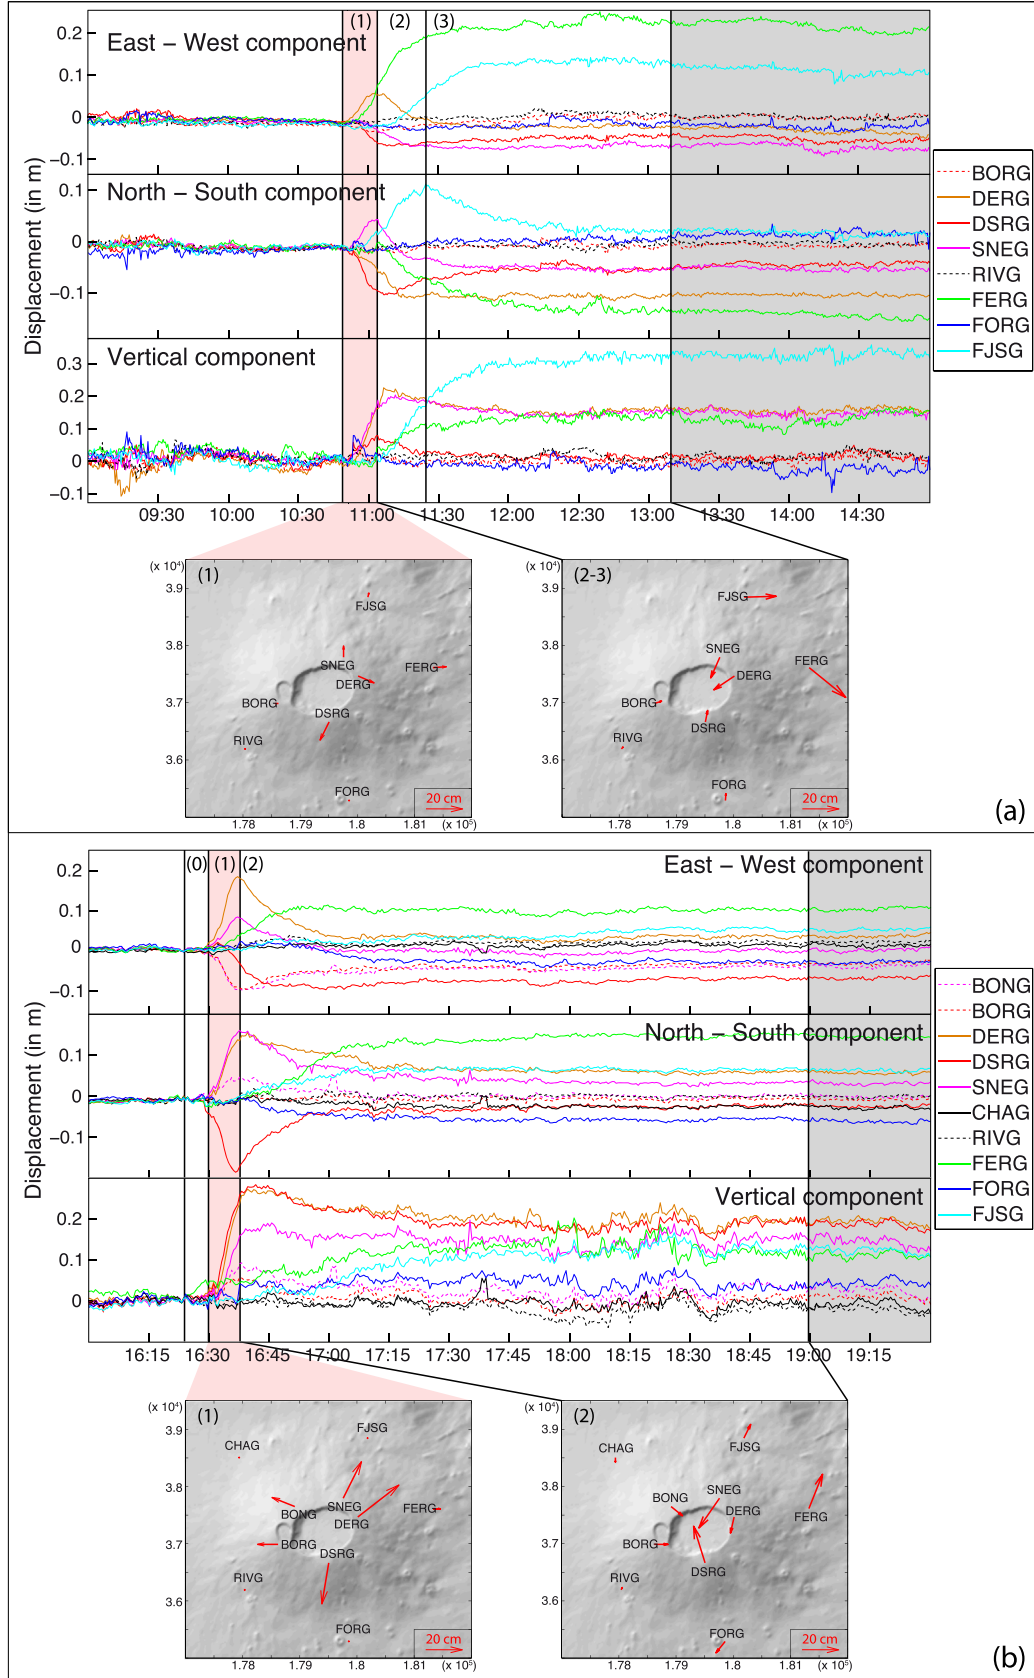 (1) (2) (3)
East – West component
0.2
0.1
0
−0.1
North – South component
0.1
0
−0.1
Vertical component
0.3
0.2
0.1
0
−0.1
Displacement (in m)
09:30 10:00 10:30 11:00 11:30 12:00 12:30 13:00 13:30 14:00 14:30
BORG
DERG
DSRG
SNEG
RIVG
FERG
FORG
FJSG
(x 10⁴)
(1)
3.9
3.8
3.7
3.6
FJSG
SNEG
FERG
DERG
BORG
DSRG
RIVG
FORG
20 cm
1.78 1.79 1.8 1.81 (x 10⁵)
(x 10⁴)
(2-3)
3.9
3.8
3.7
3.6
FJSG
SNEG
FERG
DERG
BORG
DSRG
RIVG
FORG
20 cm
1.78 1.79 1.8 1.81 (x 10⁵)
(a)
(0) (1) (2)
East – West component
0.2
0.1
0
−0.1
North – South component
0.1
0
−0.1
Vertical component
0.2
0.1
0
Displacement (in m)
16:15 16:30 16:45 17:00 17:15 17:30 17:45 18:00 18:15 18:30 18:45 19:00 19:15
BONG
BORG
DERG
DSRG
SNEG
CHAG
RIVG
FERG
FORG
FJSG
(x 10⁴)
(1)
3.9
3.8
3.7
3.6
FJSG
CHAG
SNEG
FERG
BONG
DERG
BORG
DSRG
RIVG
FORG
20 cm
1.78 1.79 1.8 1.81 (x 10⁵)
(x 10⁴)
(2)
3.9
3.8
3.7
3.6
FJSG
CHAG
SNEG
BONG
DERG
FERG
BORG
DSRG
RIVG
FORG
20 cm
1.78 1.79 1.8 1.81 (x 10⁵)
(b)